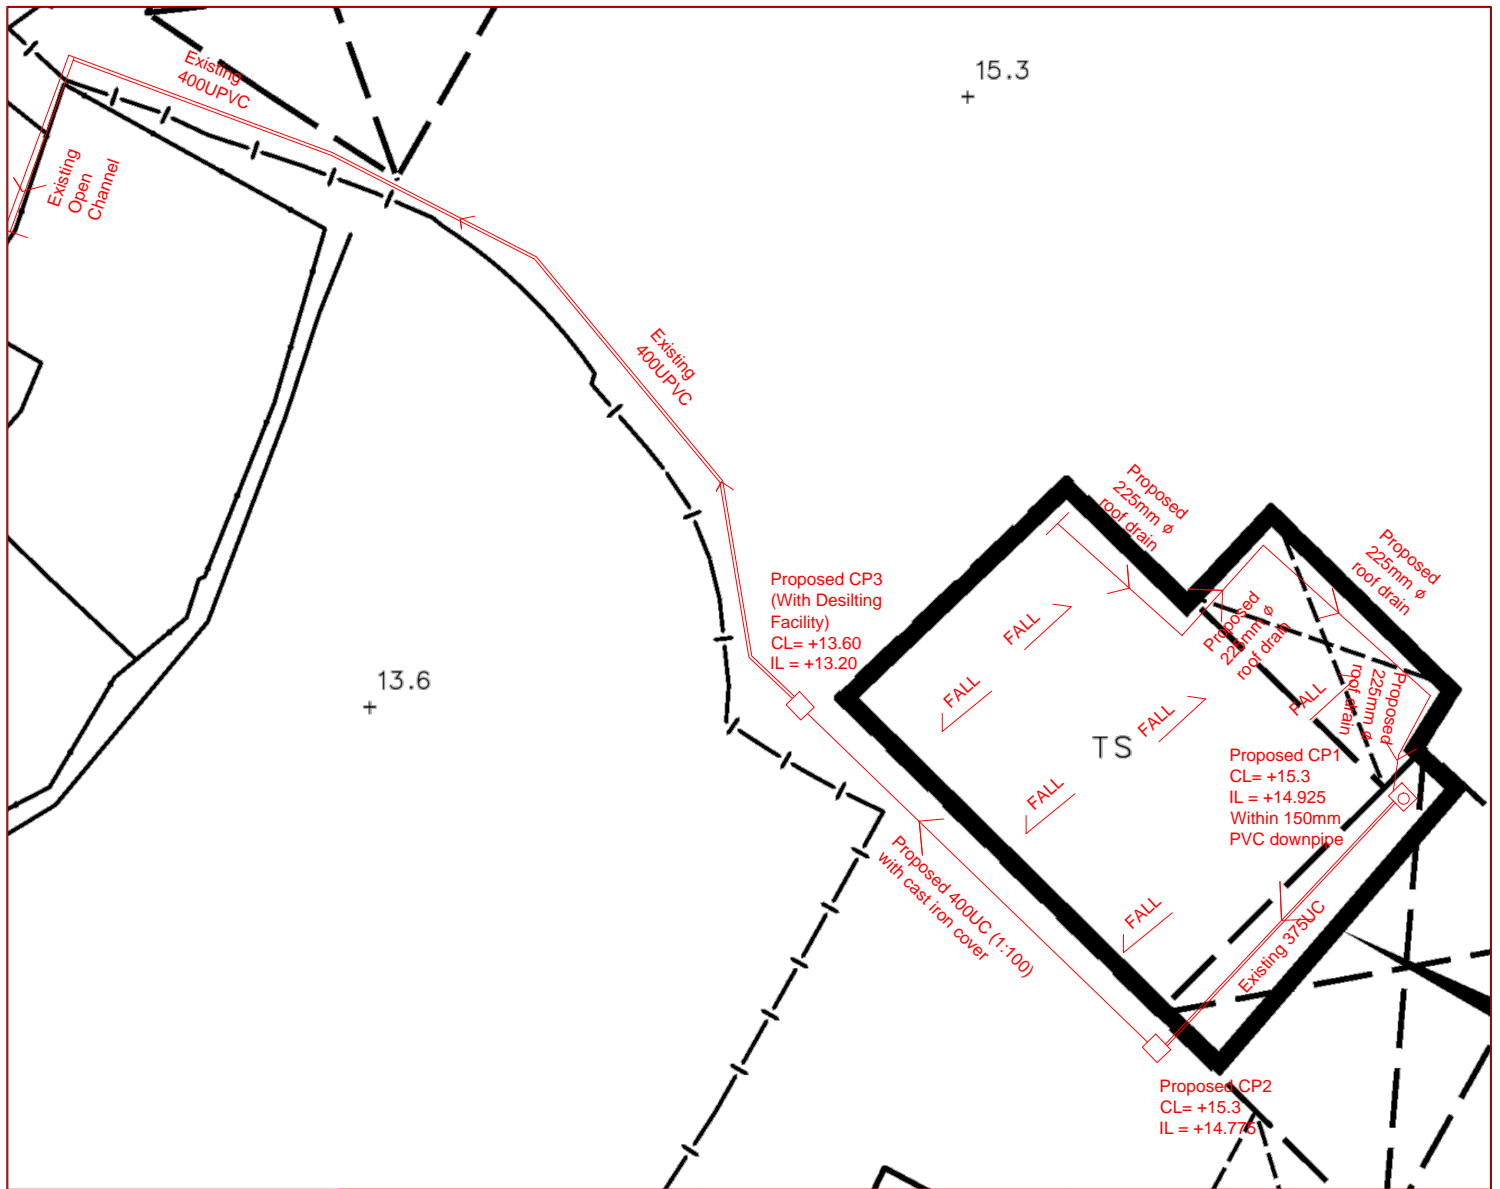 15.3
Existing
400UPVC
Existing
Open
Channel
Existing
400UPVC
Proposed
225mm ø
roof drain
Proposed
225mm ø
roof drain
Proposed CP3
(With Desilting
Facility)
CL= +13.60
IL = +13.20
FALL
Proposed
225mm ø
roof drain
13.6
FALL
FALL
FALL
Proposed
225mm ø
roof drain
TS
Proposed CP1
CL= +15.3
IL = +14.925
Within 150mm
PVC downpipe
FALL
Proposed 400UC (1:100)
with cast iron cover
FALL
Existing 375UC
Proposed CP2
CL= +15.3
IL = +14.775